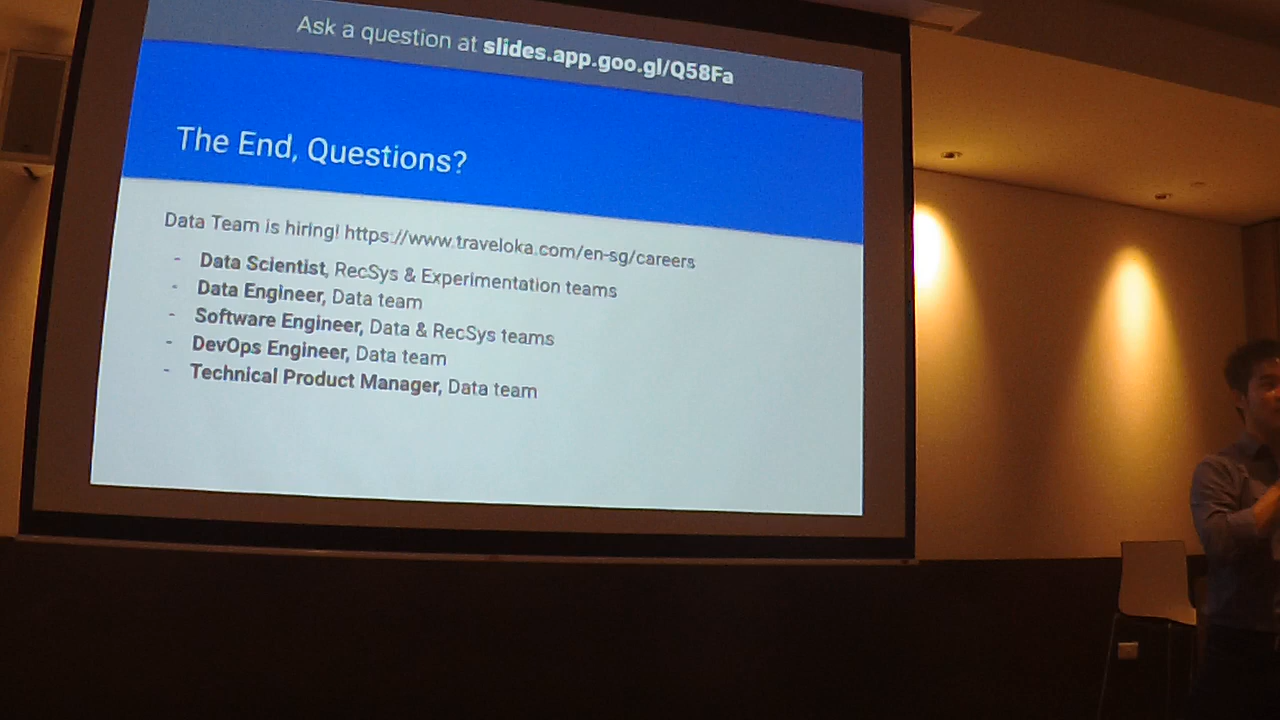 Ask a question at slides.app.goo.gl/Q58Fa
The End, Questions?
Data Team is hiring! https://www.traveloka.com/en-sg/careers
- Data Scientist, RecSys & Experimentation teams
- Data Engineer, Data team
- Software Engineer, Data & RecSys teams
- DevOps Engineer, Data team
- Technical Product Manager, Data team